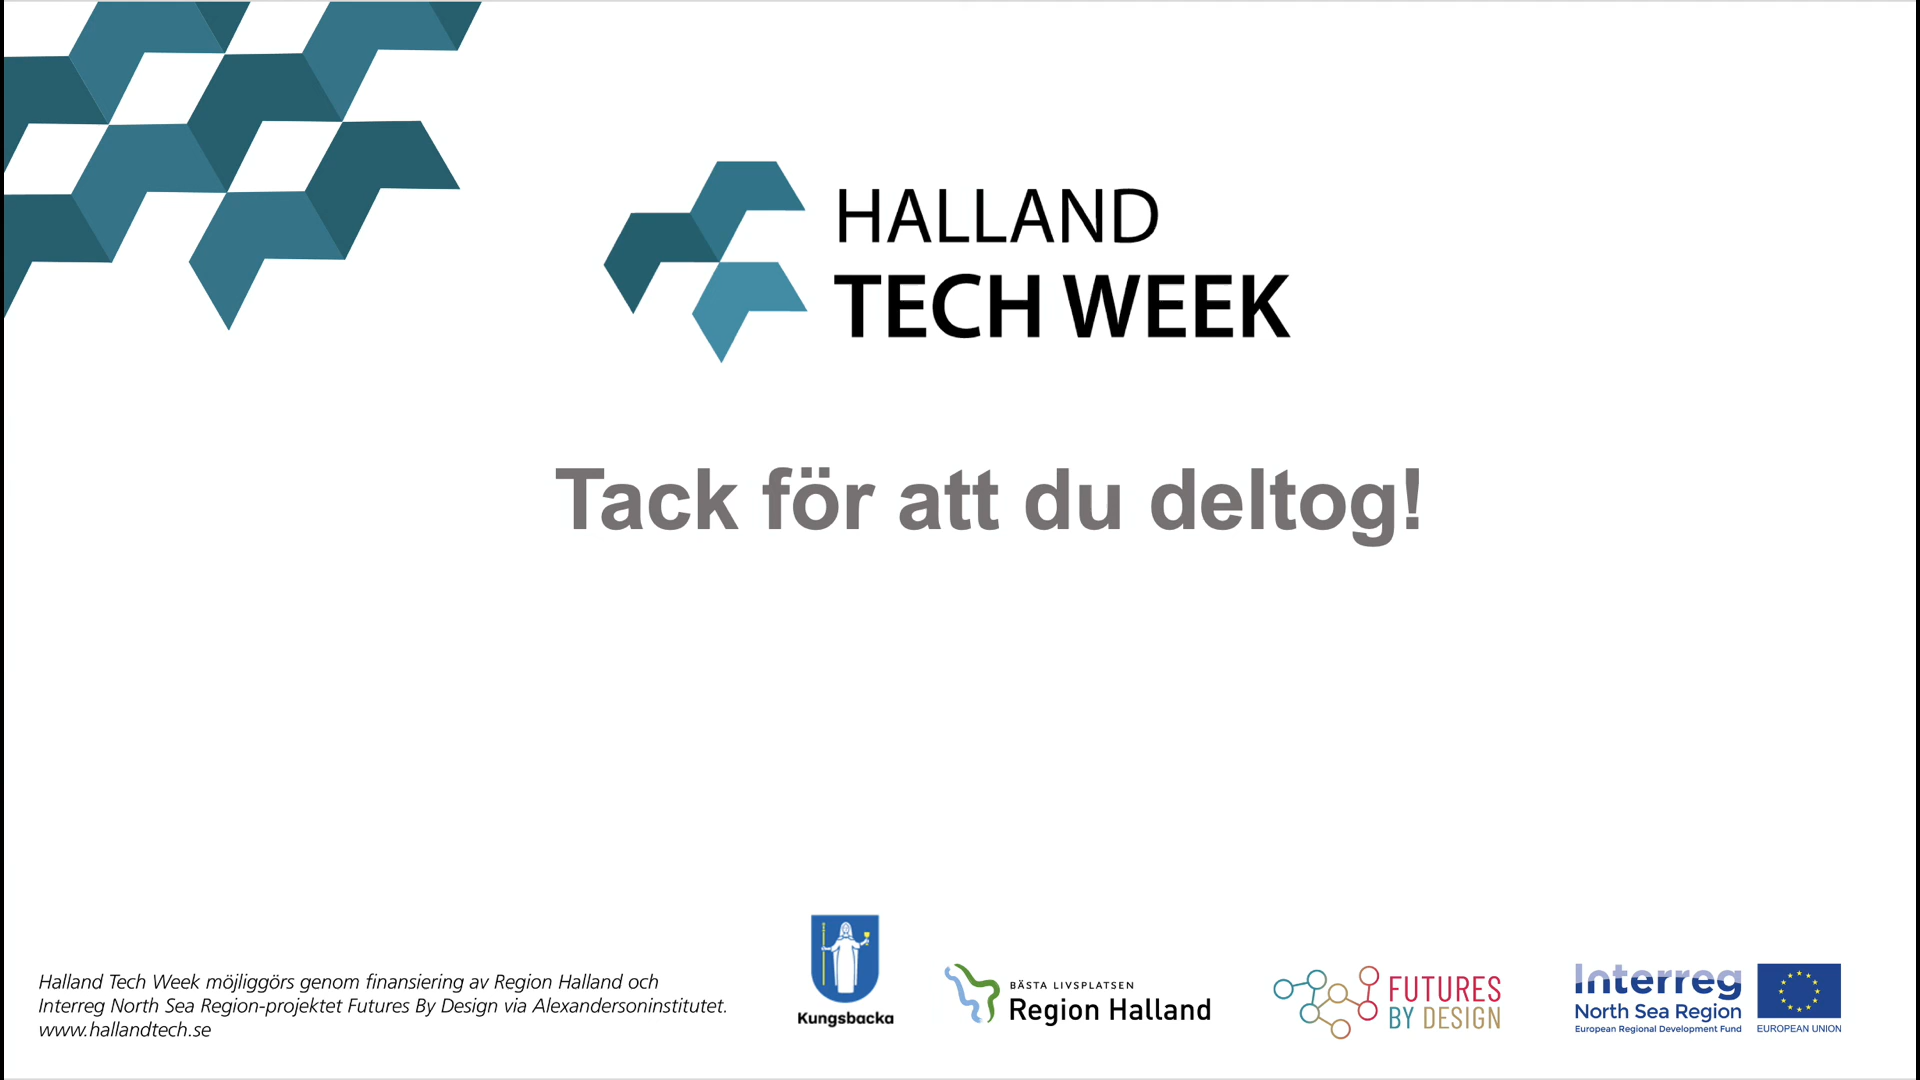 HALLAND
TECH WEEK
Tack för att du deltog!
Halland Tech Week möjliggörs genom finansiering av Region Halland och
Interreg North Sea Region-projektet Futures By Design via Alexandersoninstitutet.
www.hallandtech.se
Kungsbacka
BÄSTA LIVSPLATSEN
Region Halland
FUTURES
BY DESIGN
Interreg
North Sea Region
European Regional Development Fund
EUROPEAN UNION